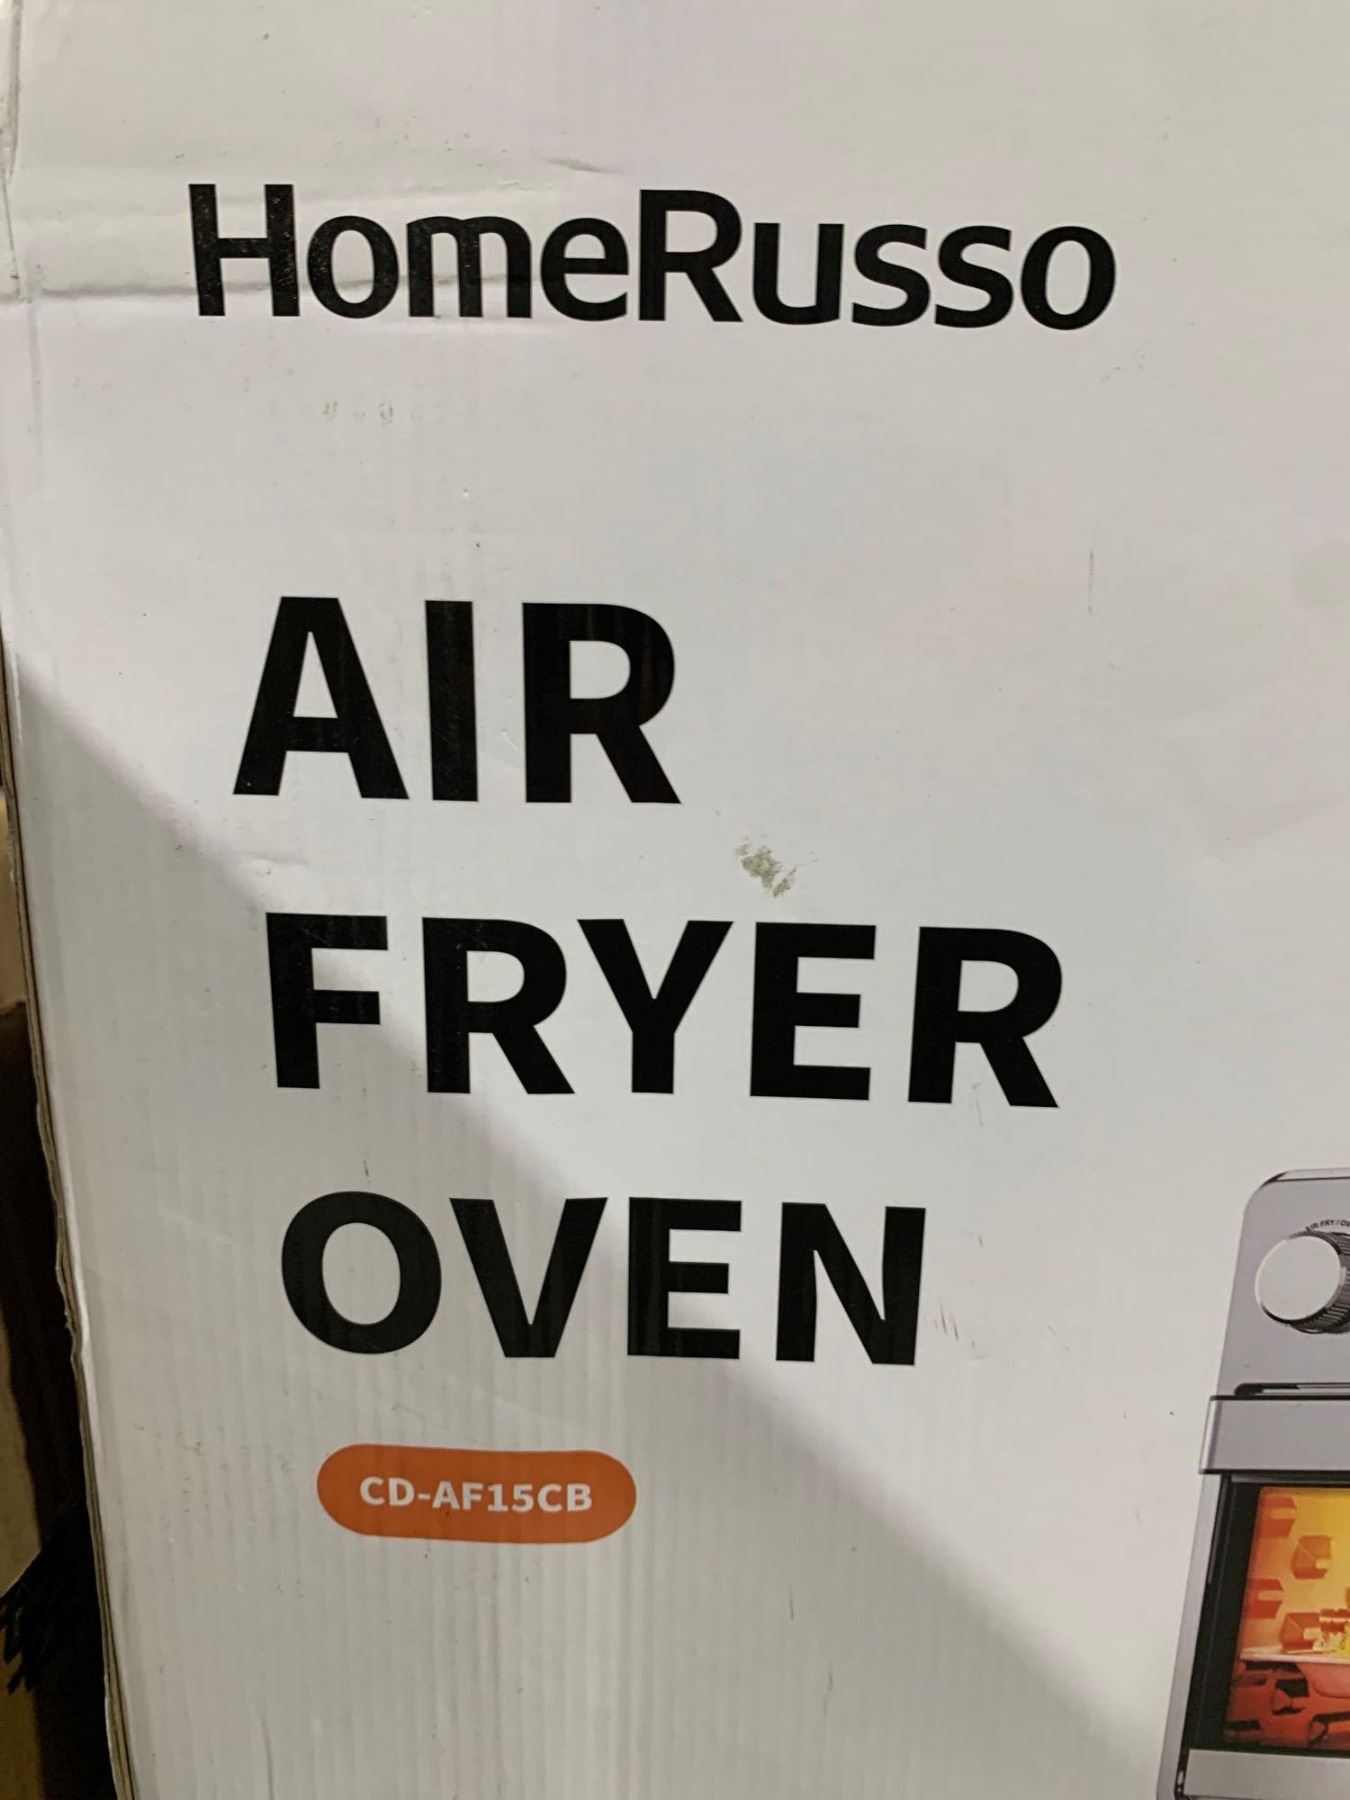 HomeRusso
AIR
FRYER
OVEN
CD-AF15CB